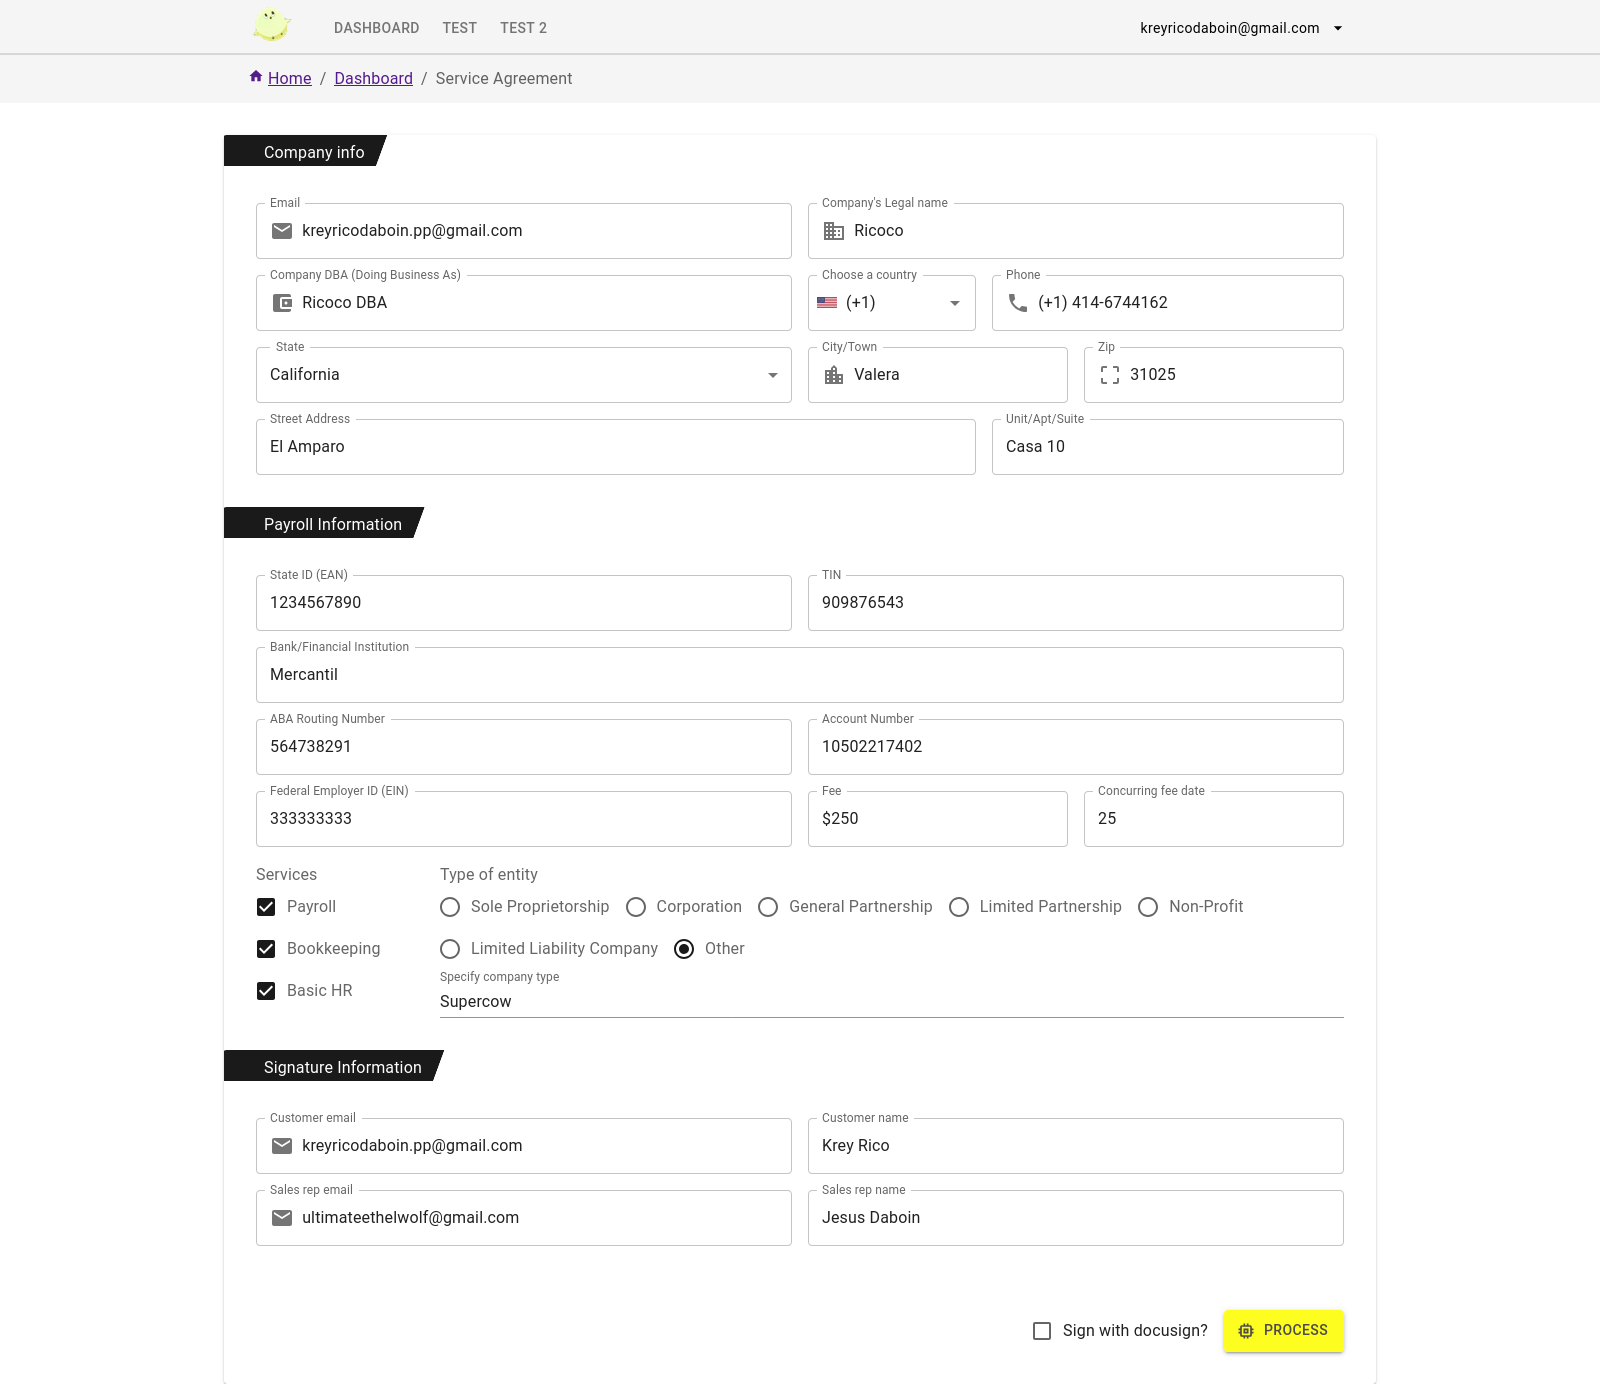 DASHBOARD TEST TEST 2 kreyricodaboin@gmail.com
Home / Dashboard / Service Agreement
Company info
Email Company's Legal name
kreyricodaboin.pp@gmail.com Ricoco
Company DBA (Doing Business As) Choose a country Phone
Ricoco DBA (+1) (+1) 414-6744162
State City/Town Zip
California Valera 31025
Street Address Unit/Apt/Suite
El Amparo Casa 10
Payroll Information
State ID (EAN) TIN
1234567890 909876543
Bank/Financial Institution
Mercantil
ABA Routing Number Account Number
564738291 10502217402
Federal Employer ID (EIN) Fee Concurring fee date
333333333 $250 25
Services Type of entity
Payroll Sole Proprietorship Corporation General Partnership Limited Partnership Non-Profit
Bookkeeping Limited Liability Company Other
Specify company type
Basic HR Supercow
Signature Information
Customer email Customer name
kreyricodaboin.pp@gmail.com Krey Rico
Sales rep email Sales rep name
ultimateethelwolf@gmail.com Jesus Daboin
Sign with docusign? PROCESS